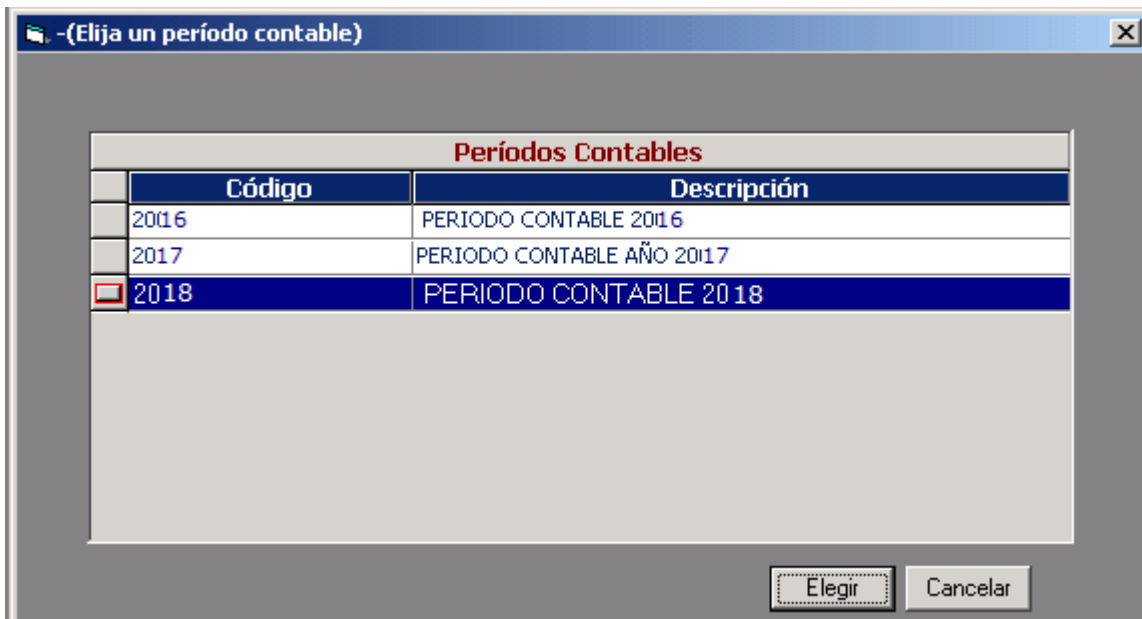 -(Elija un período contable)
Períodos Contables
Código Descripción
2016 PERIODO CONTABLE 2016
2017 PERIODO CONTABLE AÑO 2017
2018 PERIODO CONTABLE 2018
Elegir Cancelar